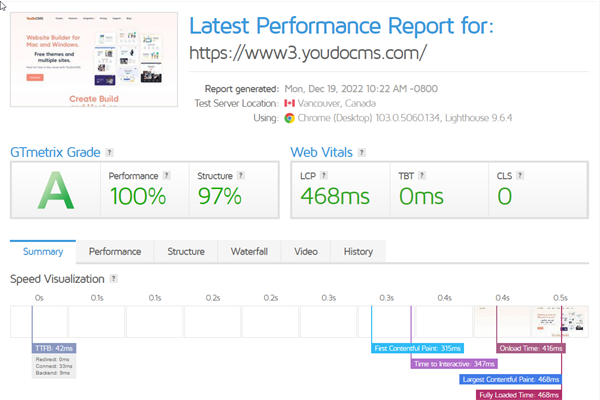 YouDoCMS
Website Builder for
Mac and Windows.
Free themes and
multiple sites.
Create Build
Latest Performance Report for:
https://www3.youdocms.com/
Report generated: Mon, Dec 19, 2022 10:22 AM -0800
Test Server Location: Vancouver, Canada
Using: Chrome (Desktop) 103.0.5060.134, Lighthouse 9.6.4
GTmetrix Grade ?
Web Vitals ?
A
Performance ?
100%
Structure ?
97%
LCP ?
468ms
TBT ?
0ms
CLS ?
0
Summary Performance Structure Waterfall Video History
Speed Visualization ?
0s 0.1s 0.1s 0.2s 0.2s 0.3s 0.3s 0.4s 0.4s 0.5s
TTFB: 42ms
Redirect: 0ms
Connect: 33ms
Backend: 9ms
First Contentful Paint: 315ms
Onload Time: 416ms
Time to Interactive: 347ms
Largest Contentful Paint: 468ms
Fully Loaded Time: 468ms